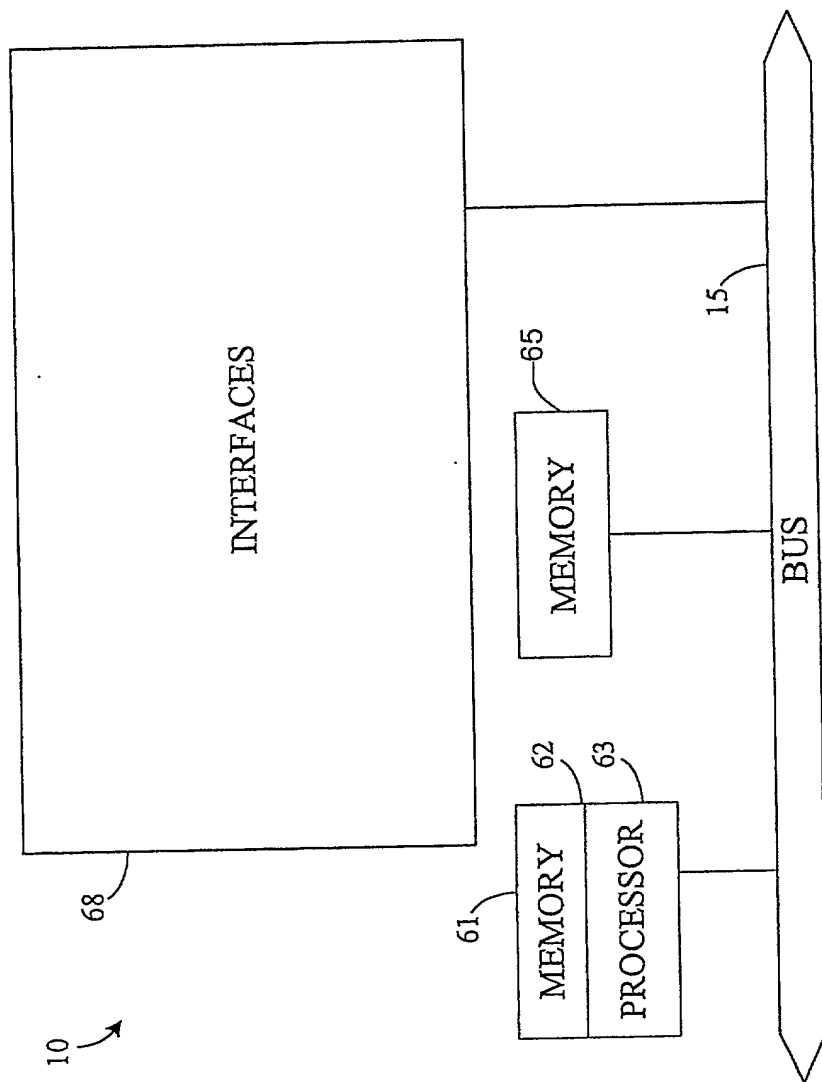 10
68
INTERFACES
61
62
MEMORY
63
PROCESSOR
65
MEMORY
15
BUS